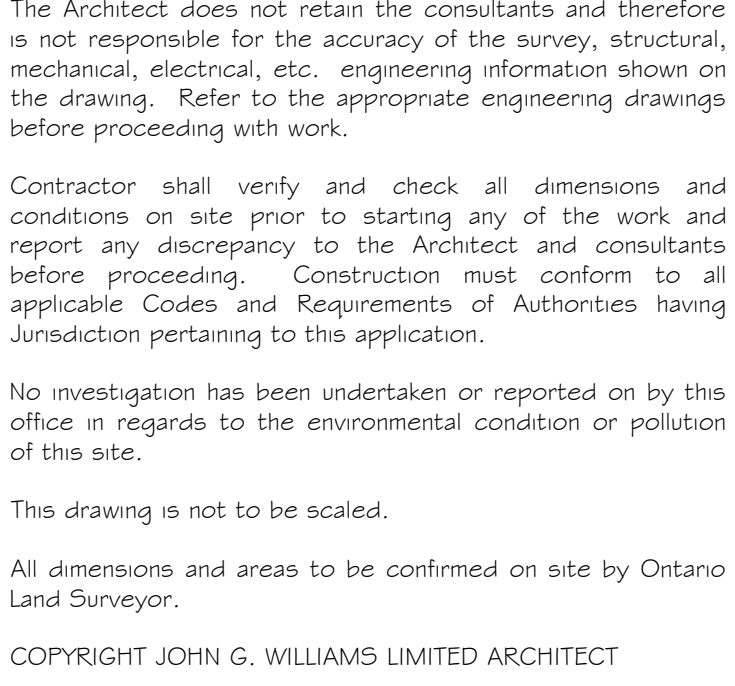 The Architect does not retain the consultants and therefore
is not responsible for the accuracy of the survey, structural,
mechanical, electrical, etc.  engineering information shown on
the drawing.  Refer to the appropriate engineering drawings
before proceeding with work.
Contractor shall verify and check all dimensions and
conditions on site prior to starting any of the work and
report any discrepancy to the Architect and consultants
before proceeding.  Construction must conform to all
applicable Codes and Requirements of Authorities having
Jurisdiction pertaining to this application.
No investigation has been undertaken or reported on by this
office in regards to the environmental condition or pollution
of this site.
This drawing is not to be scaled.
All dimensions and areas to be confirmed on site by Ontario
Land Surveyor.
COPYRIGHT JOHN G. WILLIAMS LIMITED ARCHITECT